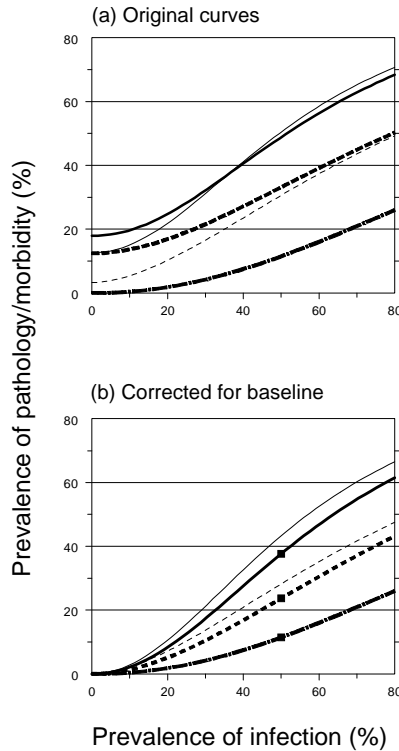 (a) Original curves
80
60
40
20
0
0 20 40 60 80
(b) Corrected for baseline
80
60
40
20
0
0 20 40 60 80
Prevalence of pathology/morbidity (%)
Prevalence of infection (%)